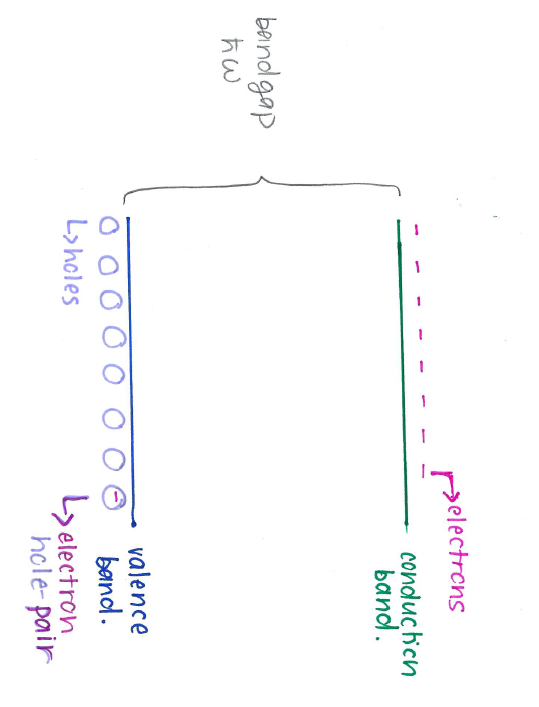 bandgap
ħω
electrons
conduction
band.
valence
band.
↳ holes
↳ electron
hole-pair